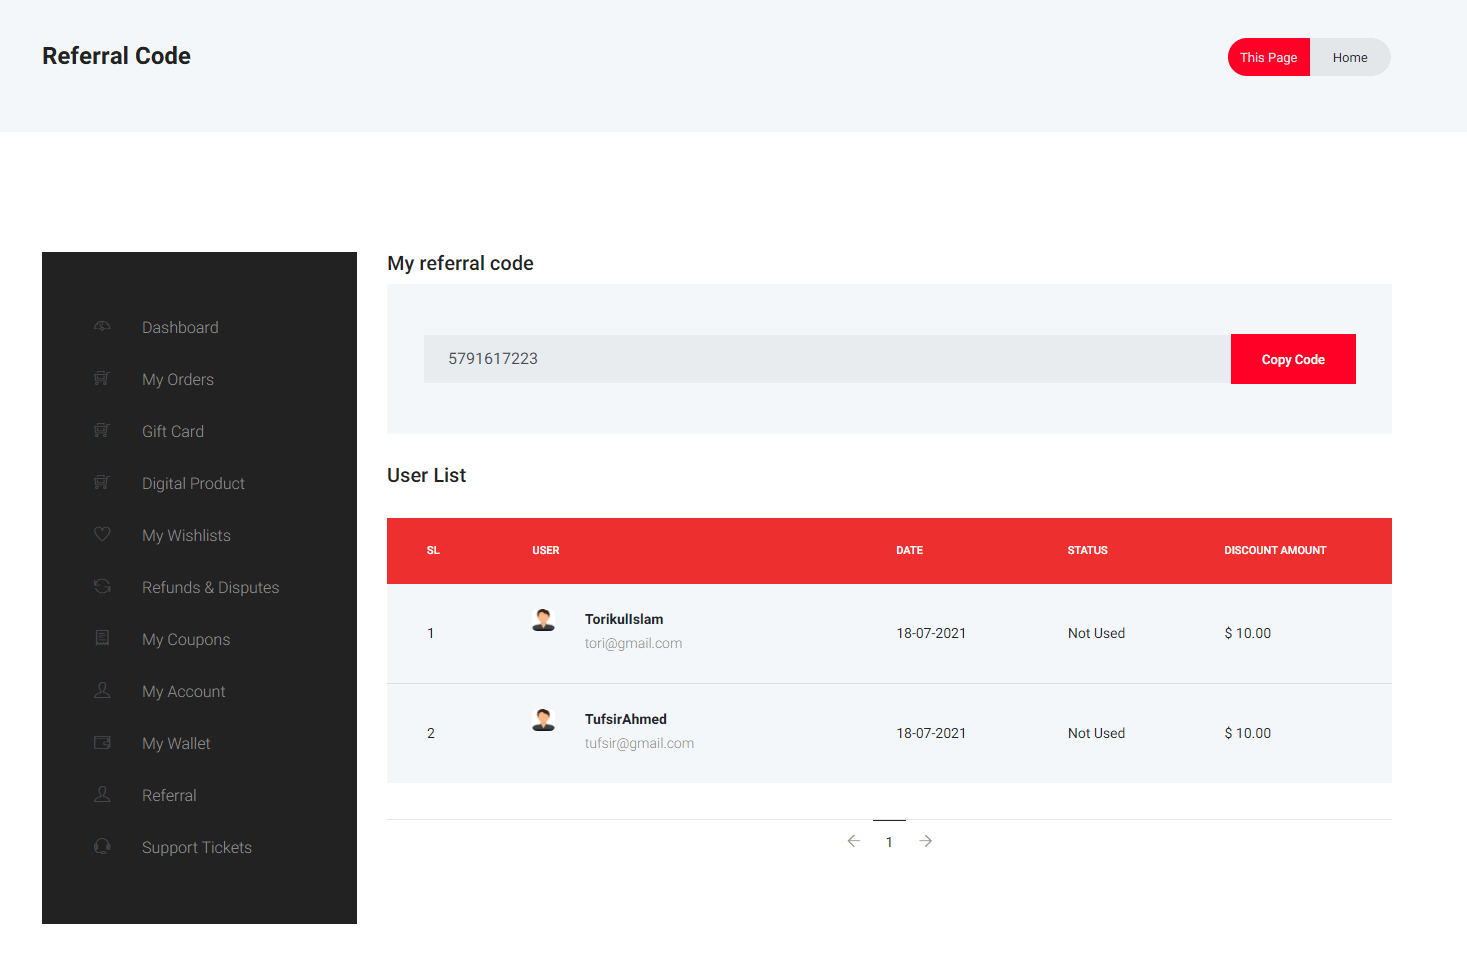 Referral Code
This Page Home
Dashboard
My Orders
Gift Card
Digital Product
My Wishlists
Refunds & Disputes
My Coupons
My Account
My Wallet
Referral
Support Tickets
My referral code
5791617223 Copy Code
User List
SL USER DATE STATUS DISCOUNT AMOUNT
1 TorikulIslam 18-07-2021 Not Used $ 10.00
tori@gmail.com
2 TufsirAhmed 18-07-2021 Not Used $ 10.00
tufsir@gmail.com
1